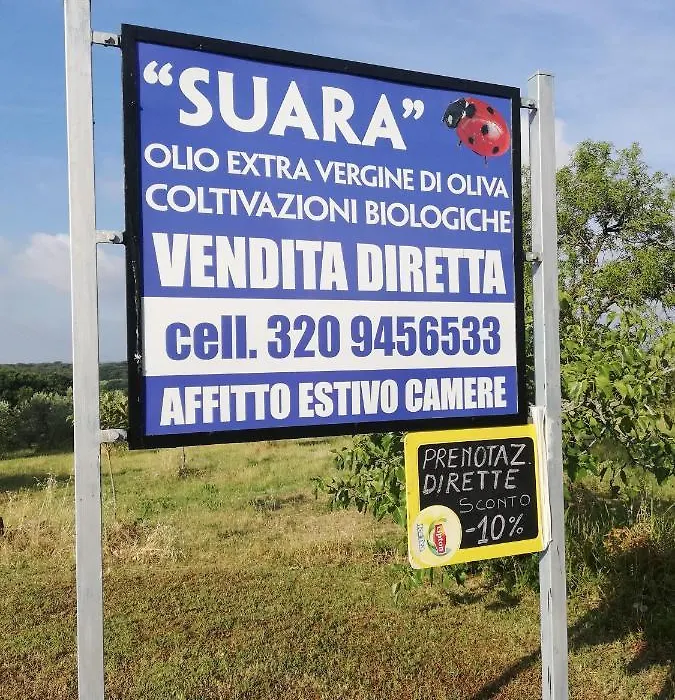 "SUARA"
OLIO EXTRA VERGINE DI OLIVA
COLTIVAZIONI BIOLOGICHE
VENDITA DIRETTA
cell. 320 9456533
AFFITTO ESTIVO CAMERE
PRENOTAZ.
DIRETTE
SCONTO
-10%
Lipton